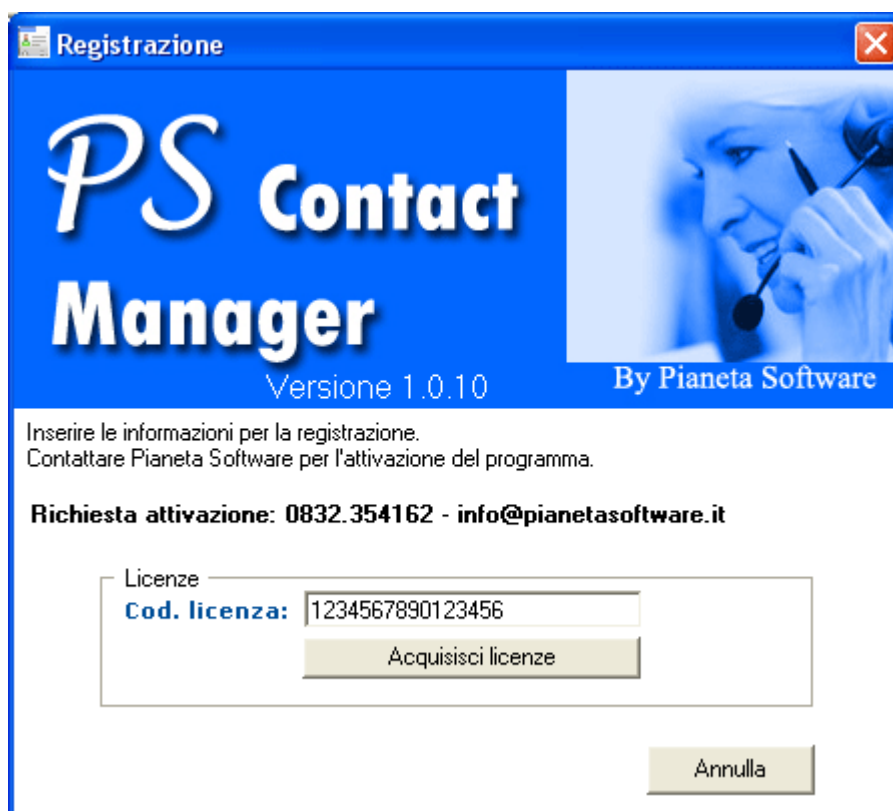 Registrazione
PS Contact
Manager
Versione 1.0.10
By Pianeta Software
Inserire le informazioni per la registrazione.
Contattare Pianeta Software per l'attivazione del programma.
Richiesta attivazione: 0832.354162 - info@pianetasoftware.it
Licenze
Cod. licenza: 1234567890123456
Acquisisci licenze
Annulla